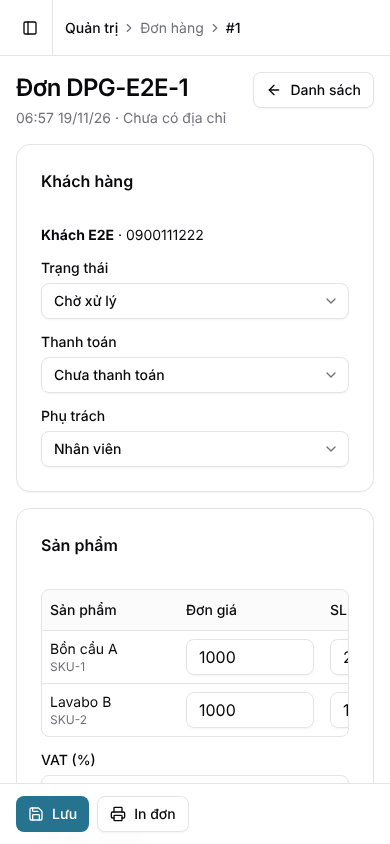 Quản trị > Đơn hàng > #1
Đơn DPG-E2E-1
Danh sách
06:57 19/11/26 · Chưa có địa chỉ
Khách hàng
Khách E2E · 0900111222
Trạng thái
Chờ xử lý
Thanh toán
Chưa thanh toán
Phụ trách
Nhân viên
Sản phẩm
Sản phẩm Đơn giá SL
Bồn cầu A 1000
SKU-1
Lavabo B 1000 1
SKU-2
VAT (%)
Lưu In đơn